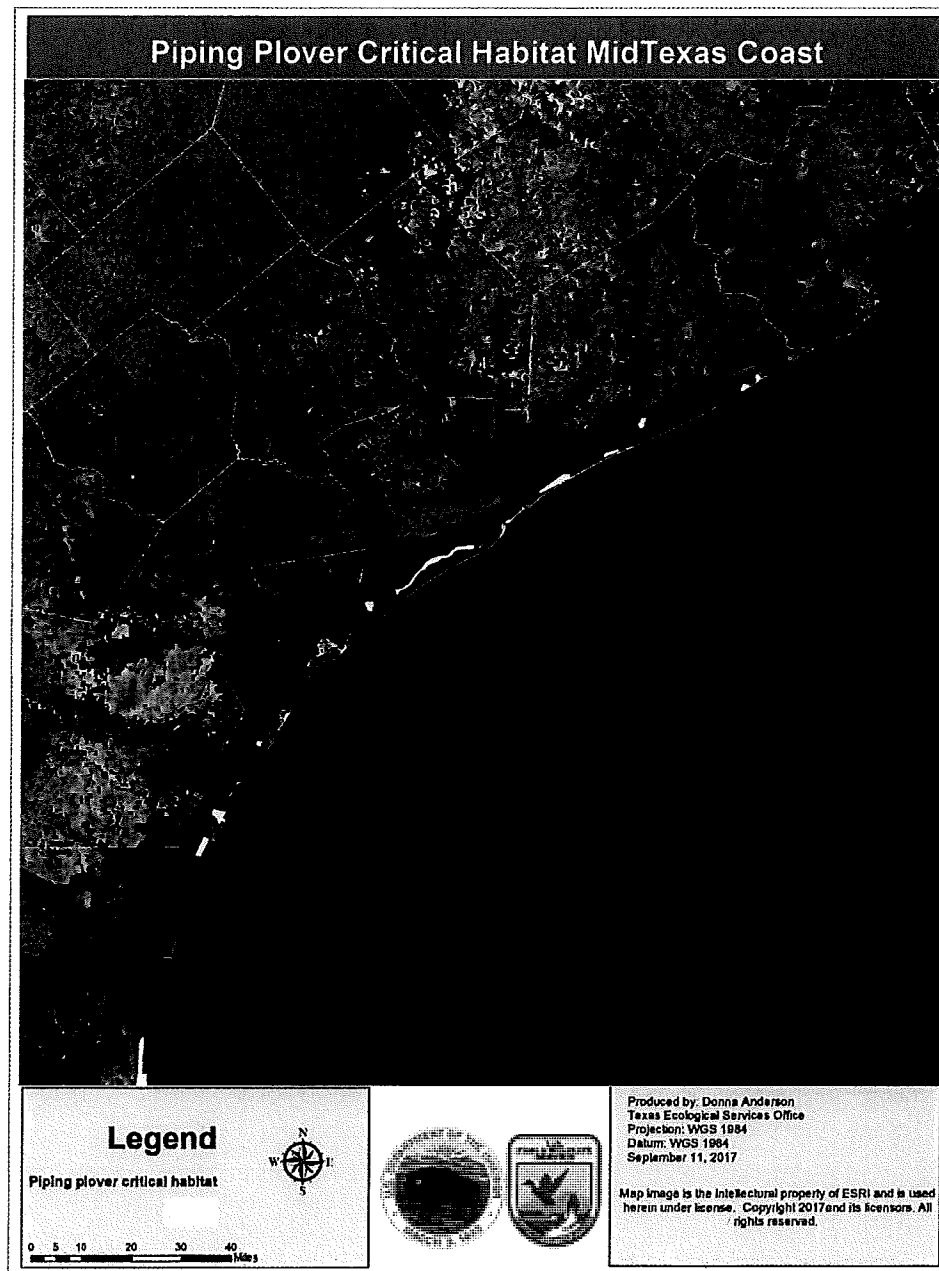 Piping Plover Critical Habitat MidTexas Coast
Legend
N
W
E
S
Piping plover critical habitat
0 5 10 20 30 40
Miles
Produced by: Donna Anderson
Texas Ecological Services Office
Projection: WGS 1984
Datum: WGS 1984
September 11, 2017
Map image is the intellectual property of ESRI and is used
herein under license. Copyright 2017and its licensors. All
rights reserved.